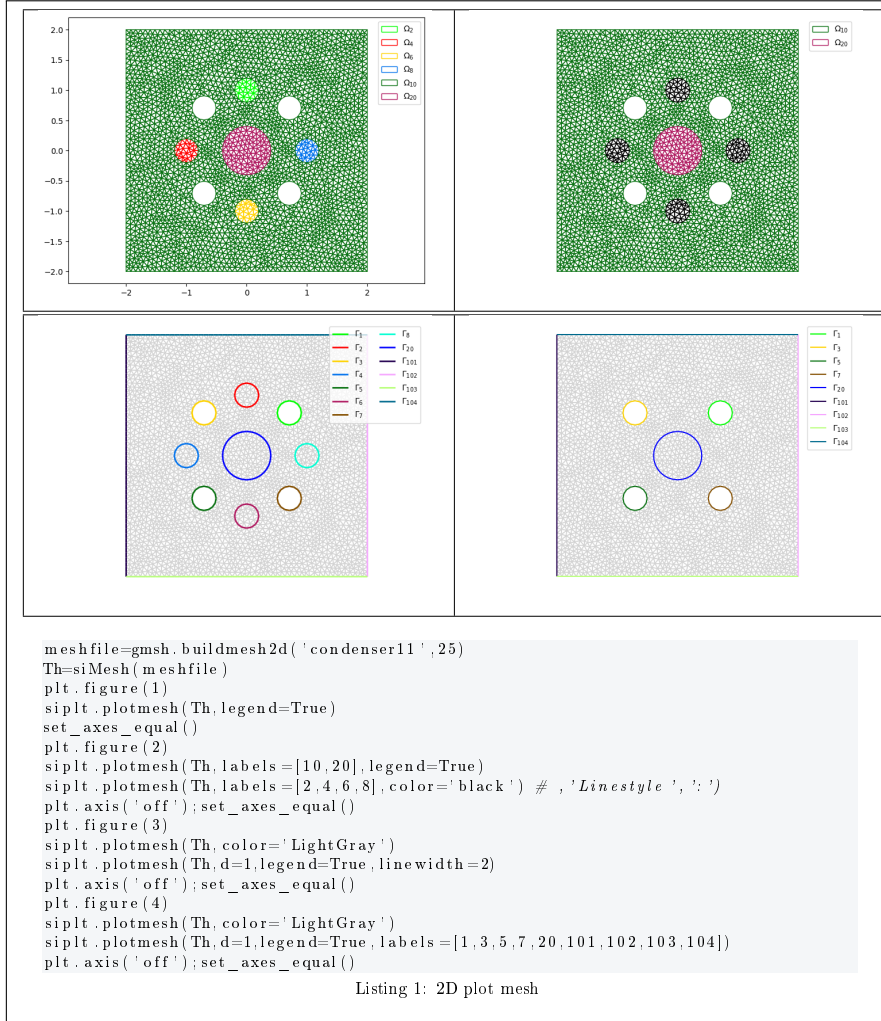 2.0
1.5
1.0
0.5
0.0
−0.5
−1.0
−1.5
−2.0
−2 −1 0 1 2
Ω2
Ω4
Ω6
Ω8
Ω10
Ω20
Ω10
Ω20
Γ1 Γ8
Γ2 Γ20
Γ3 Γ101
Γ4 Γ102
Γ5 Γ103
Γ6 Γ104
Γ7
Γ1
Γ3
Γ5
Γ7
Γ20
Γ101
Γ102
Γ103
Γ104
meshfile=gmsh.buildmesh2d('condenser11',25)
Th=siMesh(meshfile)
plt.figure(1)
siplt.plotmesh(Th,legend=True)
set_axes_equal()
plt.figure(2)
siplt.plotmesh(Th,labels=[10,20],legend=True)
siplt.plotmesh(Th,labels=[2,4,6,8],color='black') # ,'Linestyle',':')
plt.axis('off');set_axes_equal()
plt.figure(3)
siplt.plotmesh(Th,color='LightGray')
siplt.plotmesh(Th,d=1,legend=True,linewidth=2)
plt.axis('off');set_axes_equal()
plt.figure(4)
siplt.plotmesh(Th,color='LightGray')
siplt.plotmesh(Th,d=1,legend=True,labels=[1,3,5,7,20,101,102,103,104])
plt.axis('off');set_axes_equal()
Listing 1: 2D plot mesh